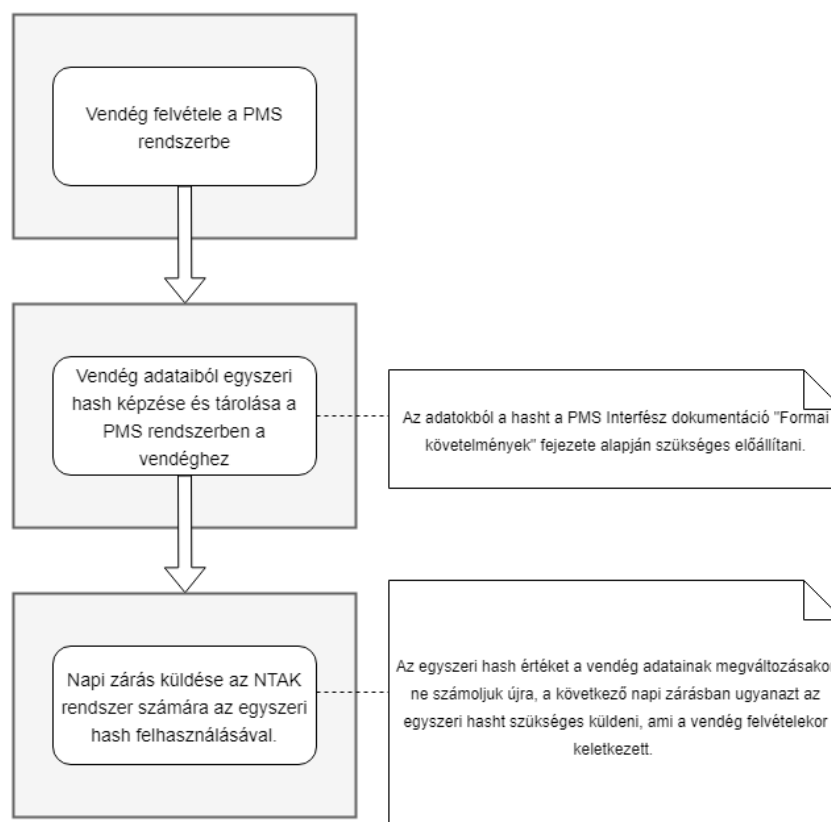 Vendég felvétele a PMS
rendszerbe
Vendég adataiból egyszeri
hash képzése és tárolása a
PMS rendszerben a
vendéghez
Az adatokból a hasht a PMS Interfész dokumentáció "Formai
követelmények" fejezete alapján szükséges előállítani.
Napi zárás küldése az NTAK
rendszer számára az egyszeri
hash felhasználásával.
Az egyszeri hash értéket a vendég adatainak megváltozásakor
ne számoljuk újra, a következő napi zárásban ugyanazt az
egyszeri hasht szükséges küldeni, ami a vendég felvételekor
keletkezett.